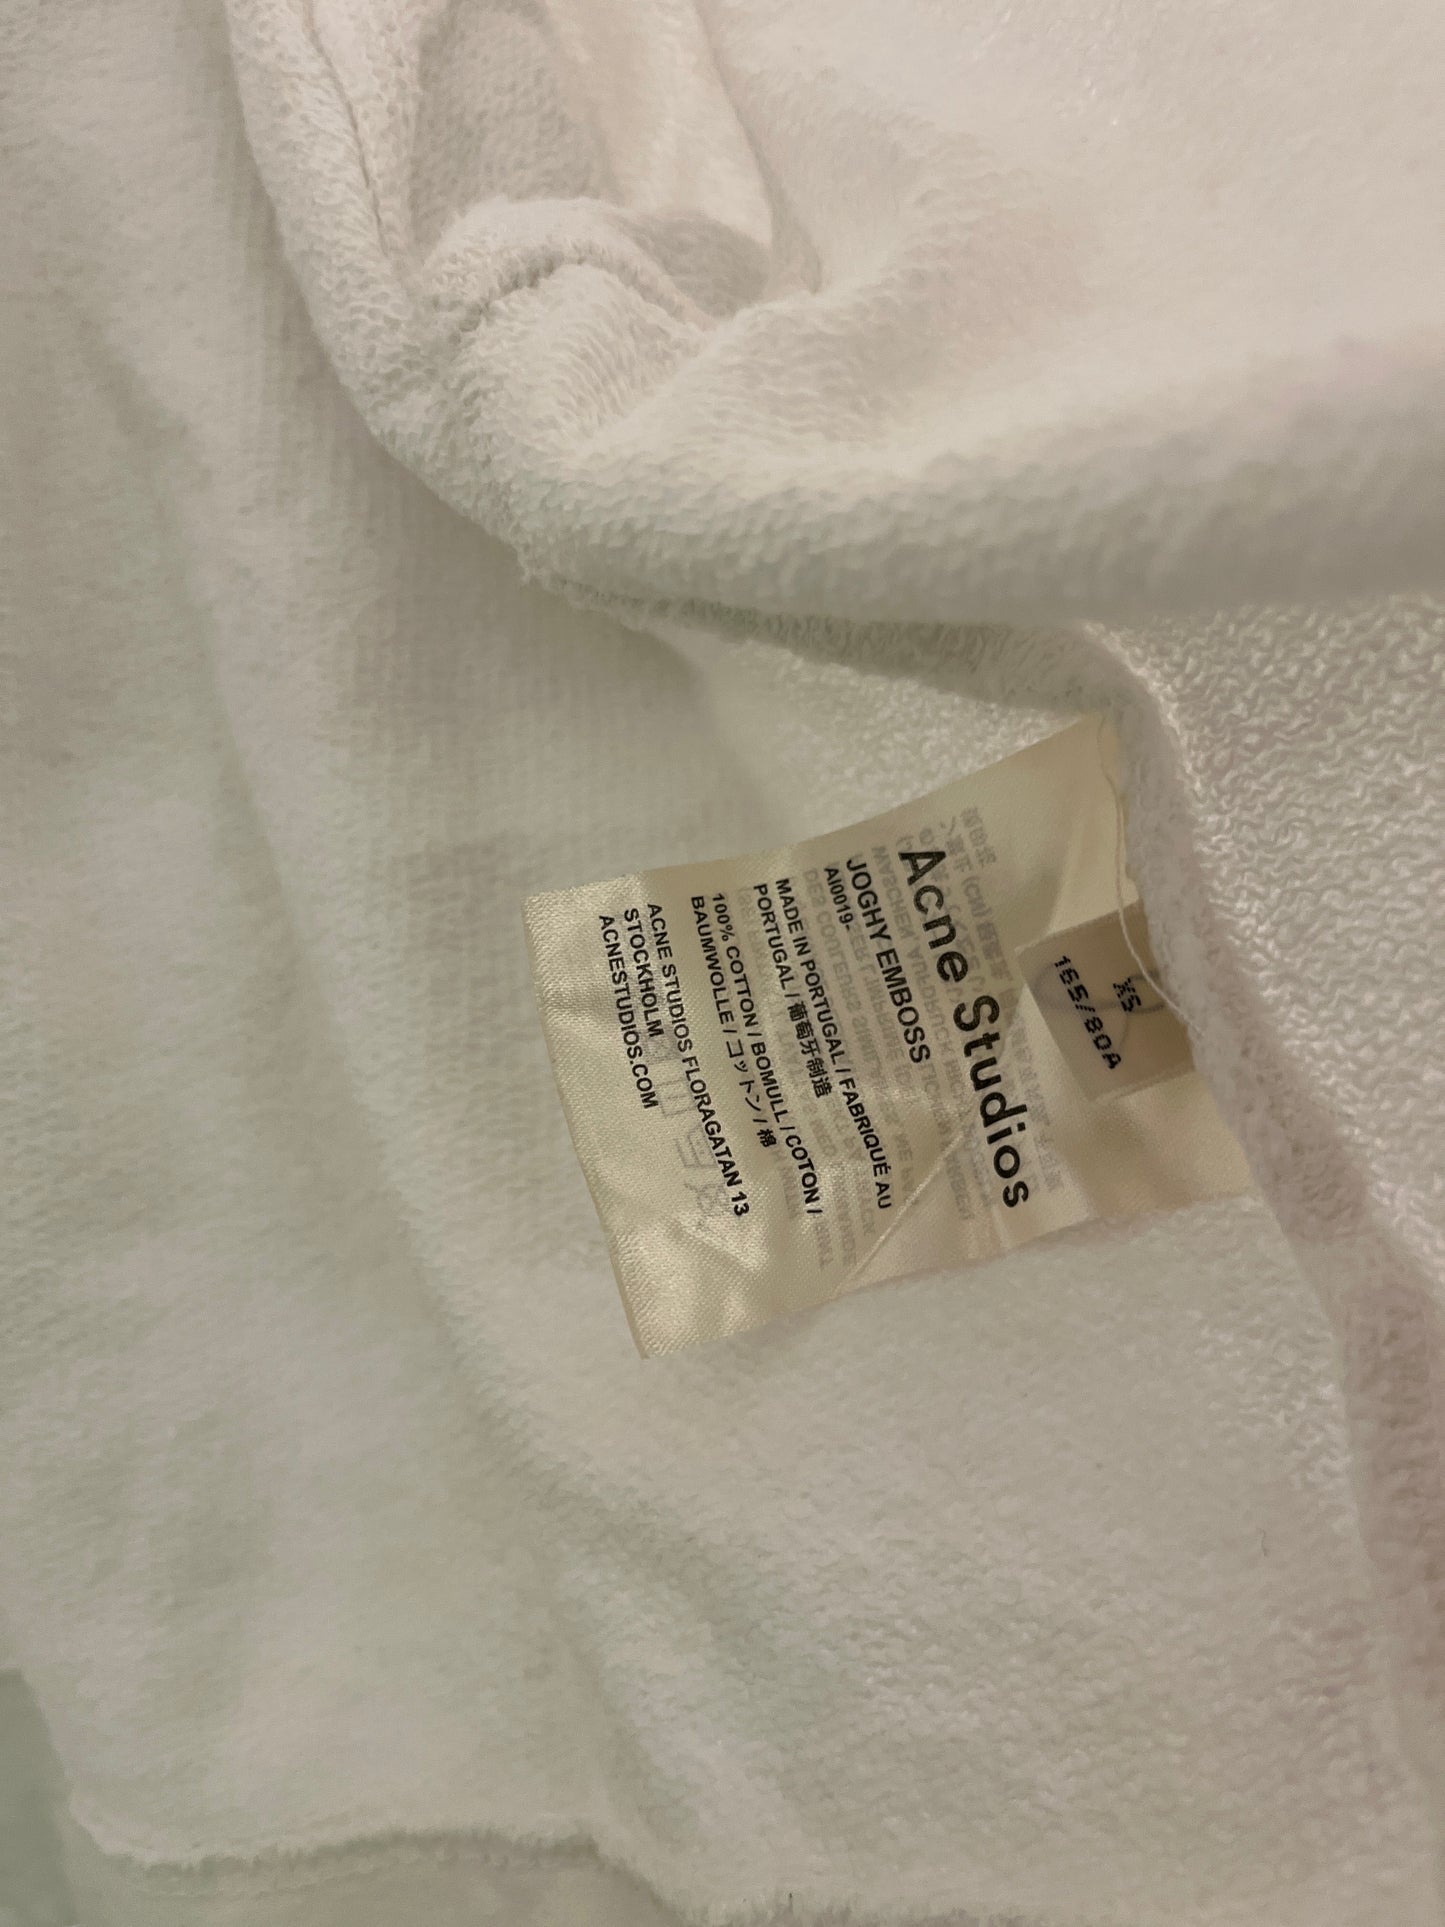 XS
165/80A
Acne Studios
JOGHY EMBOSS
AI0019-
MADE IN PORTUGAL / FABRIQUÉ AU
PORTUGAL / 葡萄牙制造
100% COTTON / BOMULL / COTON /
BAUMWOLLE / コットン / 棉
ACNE STUDIOS FLORAGATAN 13
STOCKHOLM
ACNESTUDIOS.COM